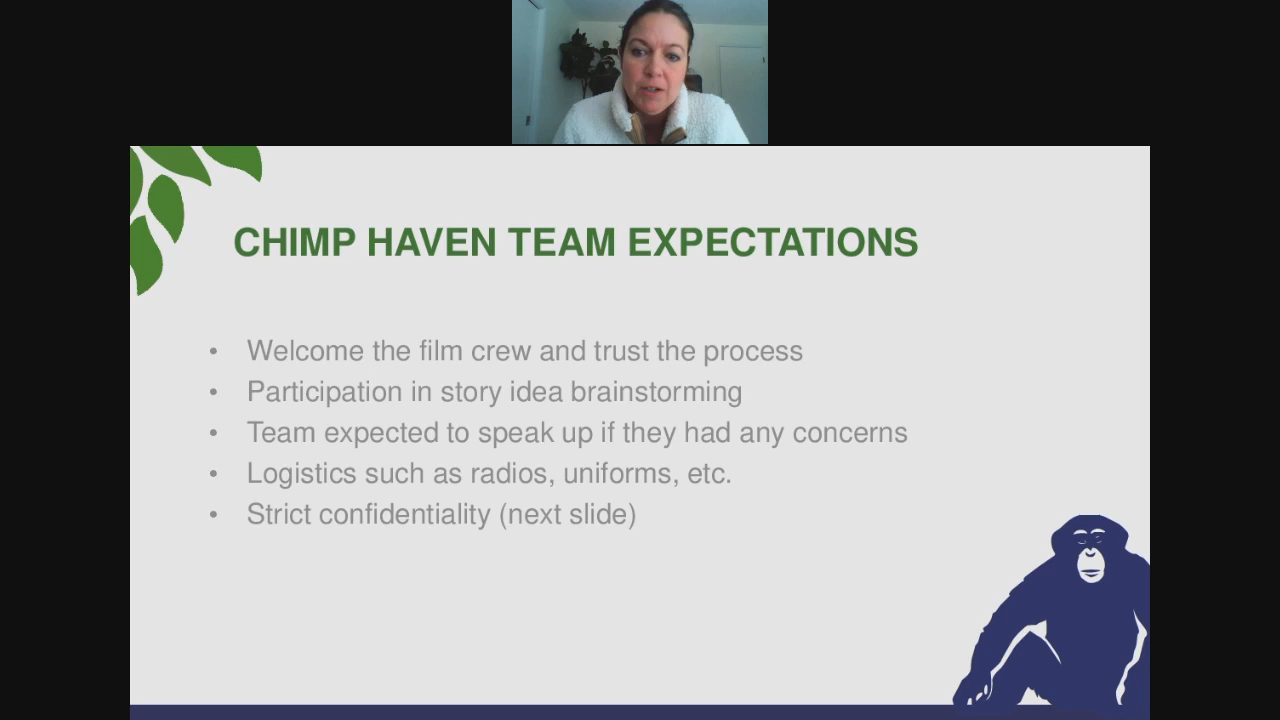 CHIMP HAVEN TEAM EXPECTATIONS
• Welcome the film crew and trust the process
• Participation in story idea brainstorming
• Team expected to speak up if they had any concerns
• Logistics such as radios, uniforms, etc.
• Strict confidentiality (next slide)